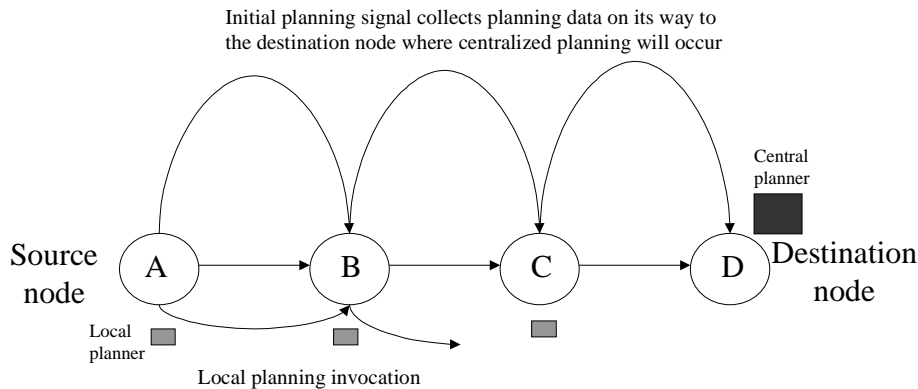 Initial planning signal collects planning data on its way to
the destination node where centralized planning will occur
Central
planner
Source
node
A
B
C
D
Destination
node
Local
planner
Local planning invocation